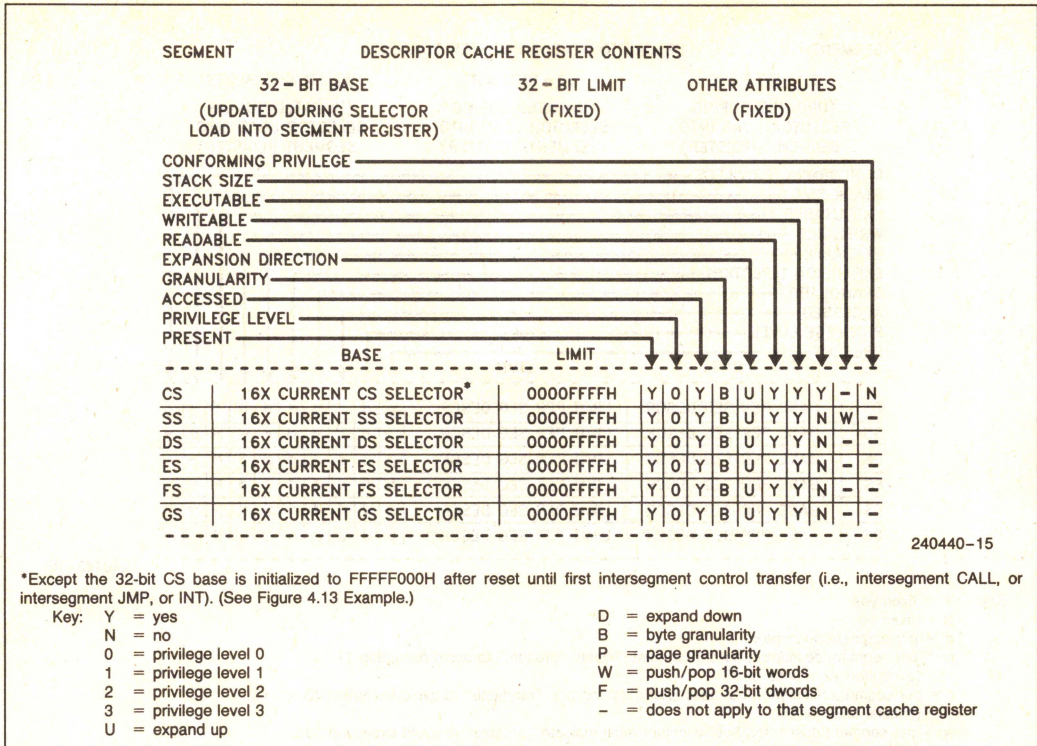 SEGMENT DESCRIPTOR CACHE REGISTER CONTENTS
32 – BIT BASE 32 – BIT LIMIT OTHER ATTRIBUTES
(UPDATED DURING SELECTOR (FIXED) (FIXED)
LOAD INTO SEGMENT REGISTER)
CONFORMING PRIVILEGE
STACK SIZE
EXECUTABLE
WRITEABLE
READABLE
EXPANSION DIRECTION
GRANULARITY
ACCESSED
PRIVILEGE LEVEL
PRESENT
BASE LIMIT
CS 16X CURRENT CS SELECTOR* 0000FFFFH Y 0 Y B U Y Y Y – N
SS 16X CURRENT SS SELECTOR 0000FFFFH Y 0 Y B U Y Y N W –
DS 16X CURRENT DS SELECTOR 0000FFFFH Y 0 Y B U Y Y N – –
ES 16X CURRENT ES SELECTOR 0000FFFFH Y 0 Y B U Y Y N – –
FS 16X CURRENT FS SELECTOR 0000FFFFH Y 0 Y B U Y Y N – –
GS 16X CURRENT GS SELECTOR 0000FFFFH Y 0 Y B U Y Y N – –
240440–15
*Except the 32-bit CS base is initialized to FFFFF000H after reset until first intersegment control transfer (i.e., intersegment CALL, or
intersegment JMP, or INT). (See Figure 4.13 Example.)
Key: Y = yes
N = no
0 = privilege level 0
1 = privilege level 1
2 = privilege level 2
3 = privilege level 3
U = expand up
D = expand down
B = byte granularity
P = page granularity
W = push/pop 16-bit words
F = push/pop 32-bit dwords
– = does not apply to that segment cache register